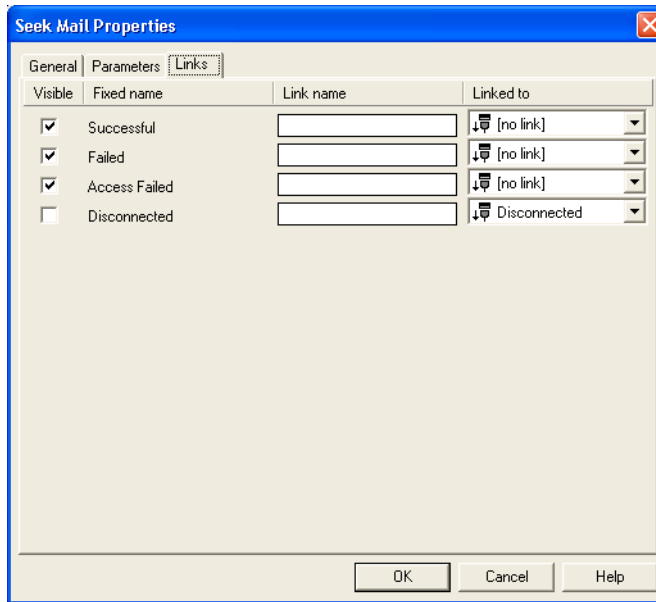 Seek Mail Properties
General Parameters Links
Visible Fixed name Link name Linked to
Successful [no link]
Failed [no link]
Access Failed [no link]
Disconnected Disconnected
OK Cancel Help